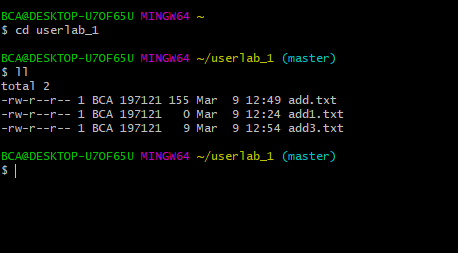 BCA@DESKTOP-U7OF65U MINGW64 ~
$ cd userlab_1
BCA@DESKTOP-U7OF65U MINGW64 ~/userlab_1 (master)
$ ll
total 2
-rw-r--r-- 1 BCA 197121 155 Mar  9 12:49 add.txt
-rw-r--r-- 1 BCA 197121   0 Mar  9 12:24 add1.txt
-rw-r--r-- 1 BCA 197121   9 Mar  9 12:54 add3.txt
BCA@DESKTOP-U7OF65U MINGW64 ~/userlab_1 (master)
$